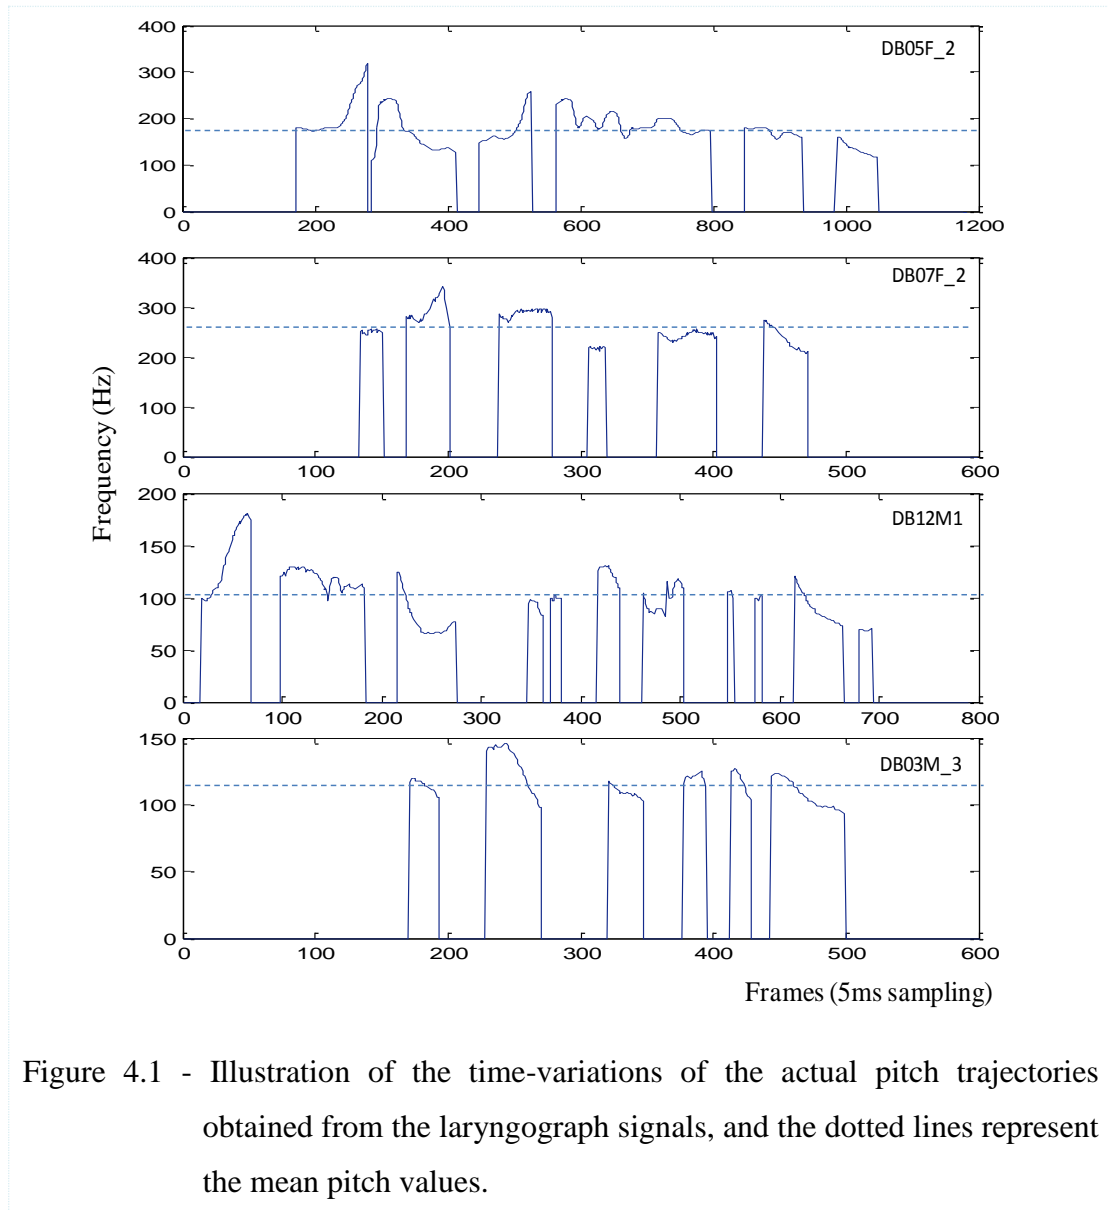 400
300
200
100
0
DB05F_2
0 200 400 600 800 1000 1200
400
300
200
100
0
DB07F_2
0 100 200 300 400 500 600
Frequency (Hz)
200
150
100
50
0
DB12M1
0 100 200 300 400 500 600 700 800
150
100
50
0
DB03M_3
0 100 200 300 400 500 600
Frames (5ms sampling)
Figure 4.1 - Illustration of the time-variations of the actual pitch trajectories
obtained from the laryngograph signals, and the dotted lines represent
the mean pitch values.